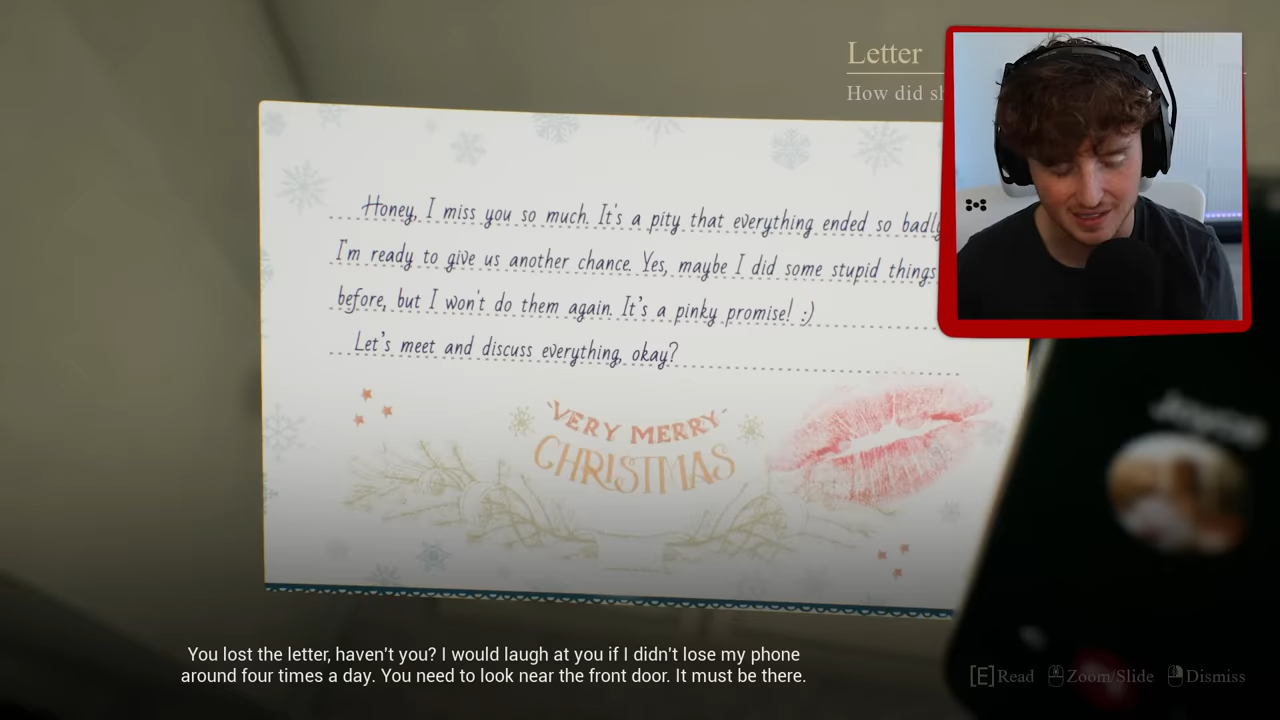 Letter
How did
Honey, I miss you so much. It's a pity that everything ended so badly
I'm ready to give us another chance. Yes, maybe I did some stupid things
before, but I won't do them again. It's a pinky promise! :)
Let's meet and discuss everything, okay?
VERY MERRY
CHRISTMAS
You lost the letter, haven't you? I would laugh at you if I didn't lose my phone
around four times a day. You need to look near the front door. It must be there.
[E]Read Zoom/Slide Dismiss